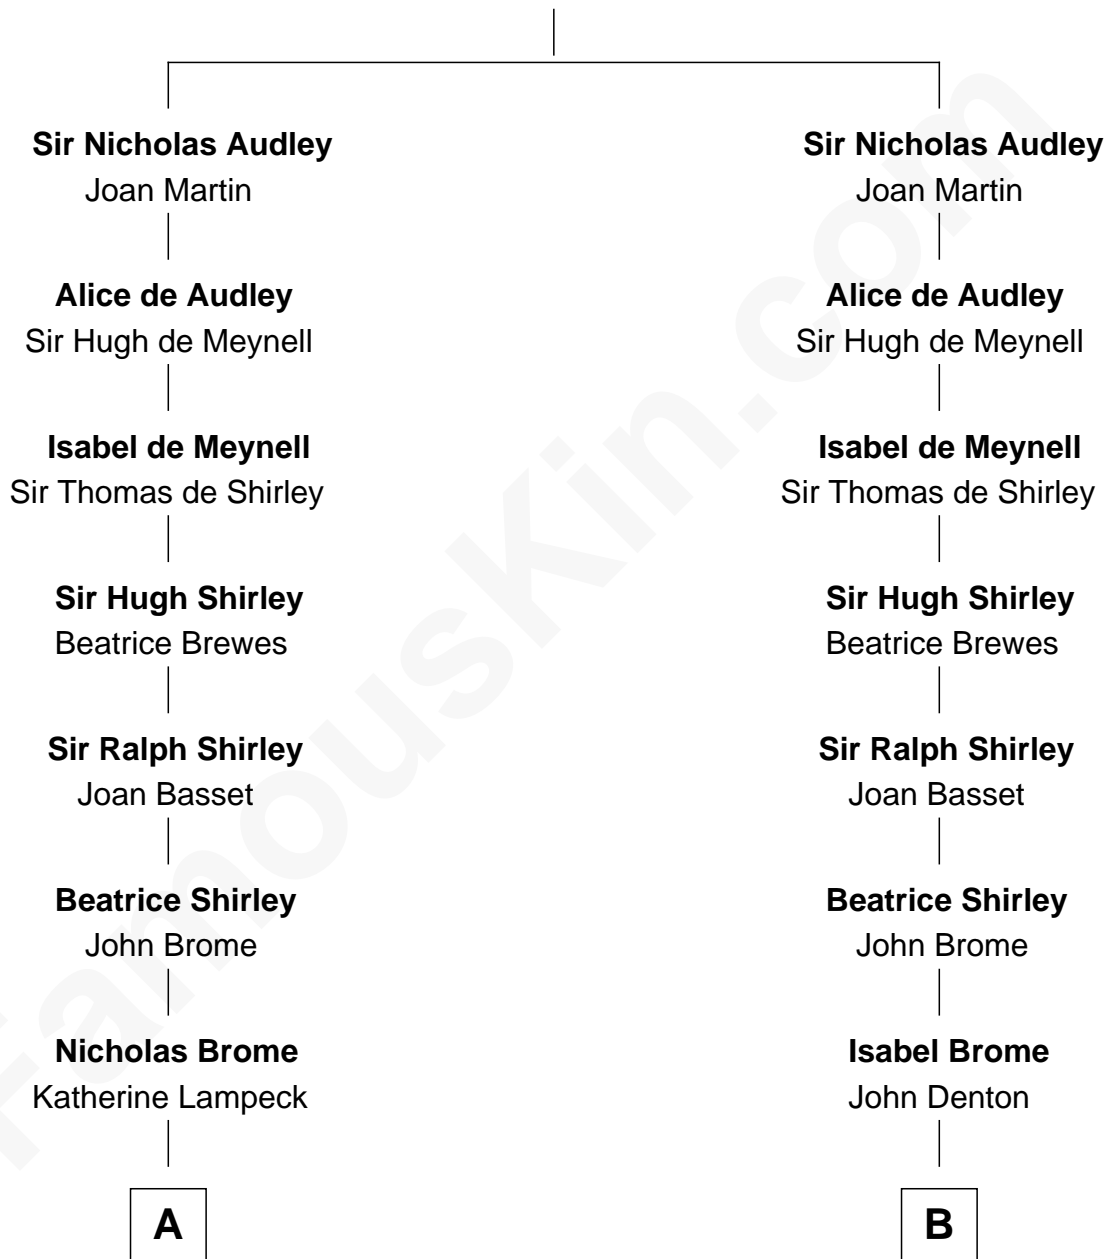 Sir Nicholas Audley
Joan Martin
Alice de Audley
Sir Hugh de Meynell
Isabel de Meynell
Sir Thomas de Shirley
Sir Hugh Shirley
Beatrice Brewes
Sir Ralph Shirley
Joan Basset
Beatrice Shirley
John Brome
Nicholas Brome
Katherine Lampeck
A
Sir Nicholas Audley
Joan Martin
Alice de Audley
Sir Hugh de Meynell
Isabel de Meynell
Sir Thomas de Shirley
Sir Hugh Shirley
Beatrice Brewes
Sir Ralph Shirley
Joan Basset
Beatrice Shirley
John Brome
Isabel Brome
John Denton
B
FamousKin.com